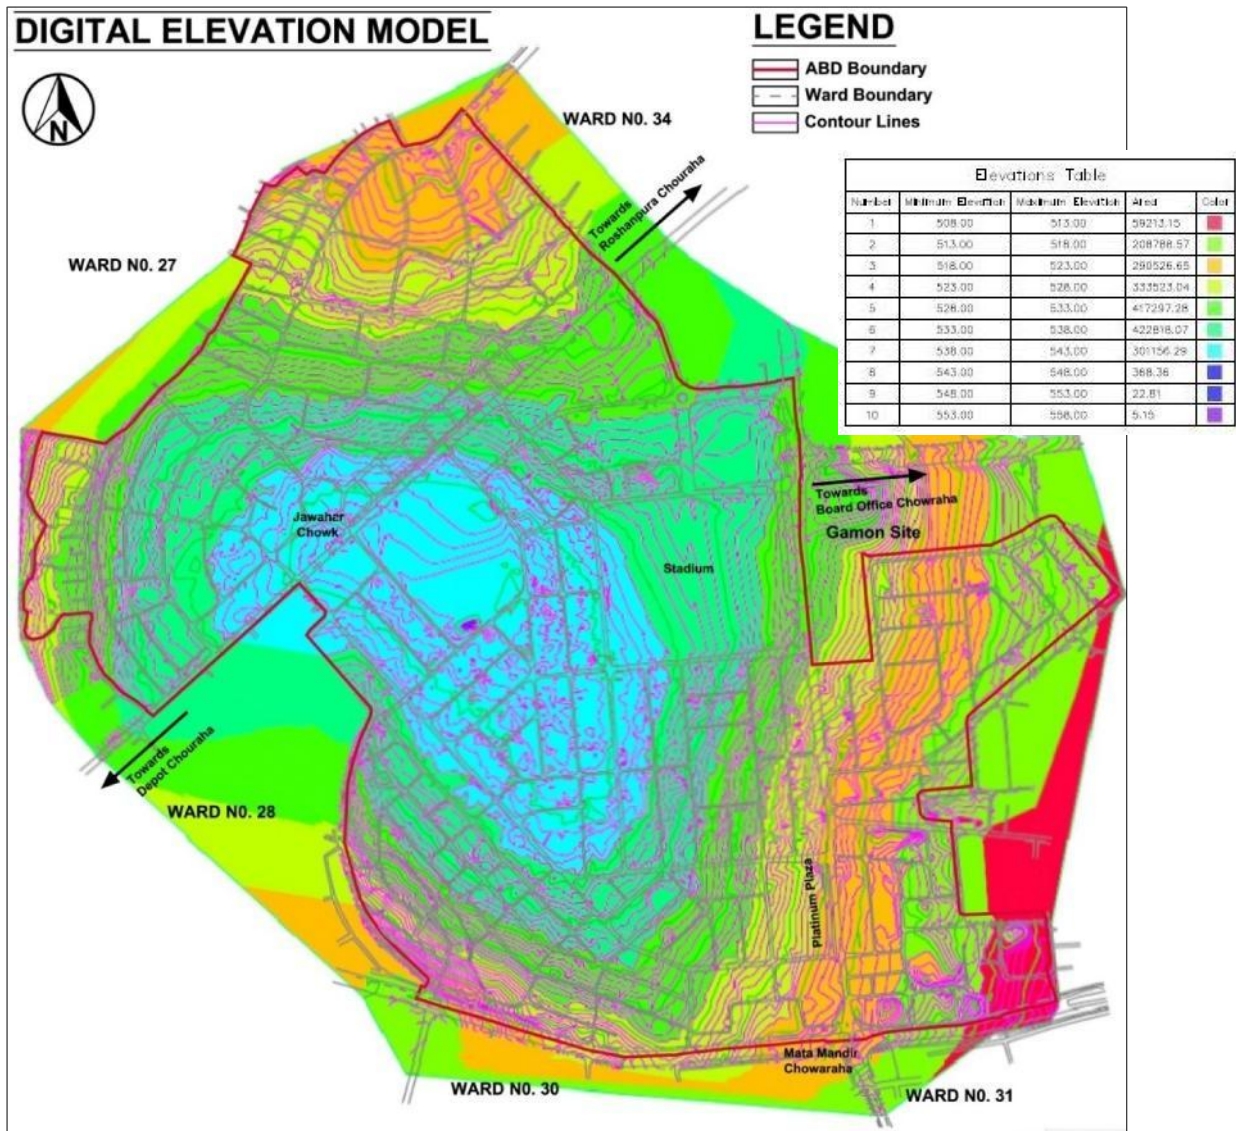 DIGITAL ELEVATION MODEL
N
LEGEND
ABD Boundary
Ward Boundary
Contour Lines
WARD N0. 34
Towards
Roshanpura Chouraha
WARD N0. 27
Elevations Table
Number Minimum Elevation Maximum Elevation Area Color
1 508.00 513.00 59213.15
2 513.00 518.00 208788.57
3 518.00 523.00 290526.65
4 523.00 528.00 333523.04
5 528.00 533.00 417297.28
6 533.00 538.00 422818.07
7 538.00 543.00 301156.29
8 543.00 548.00 368.36
9 548.00 553.00 22.81
10 553.00 558.00 5.15
Towards
Board Office Chowraha
Gamon Site
Jawaher
Chowk
Stadium
Towards
Depot Chouraha
WARD N0. 28
Platinum Plaza
Mata Mandir
Chowaraha
WARD N0. 30
WARD N0. 31